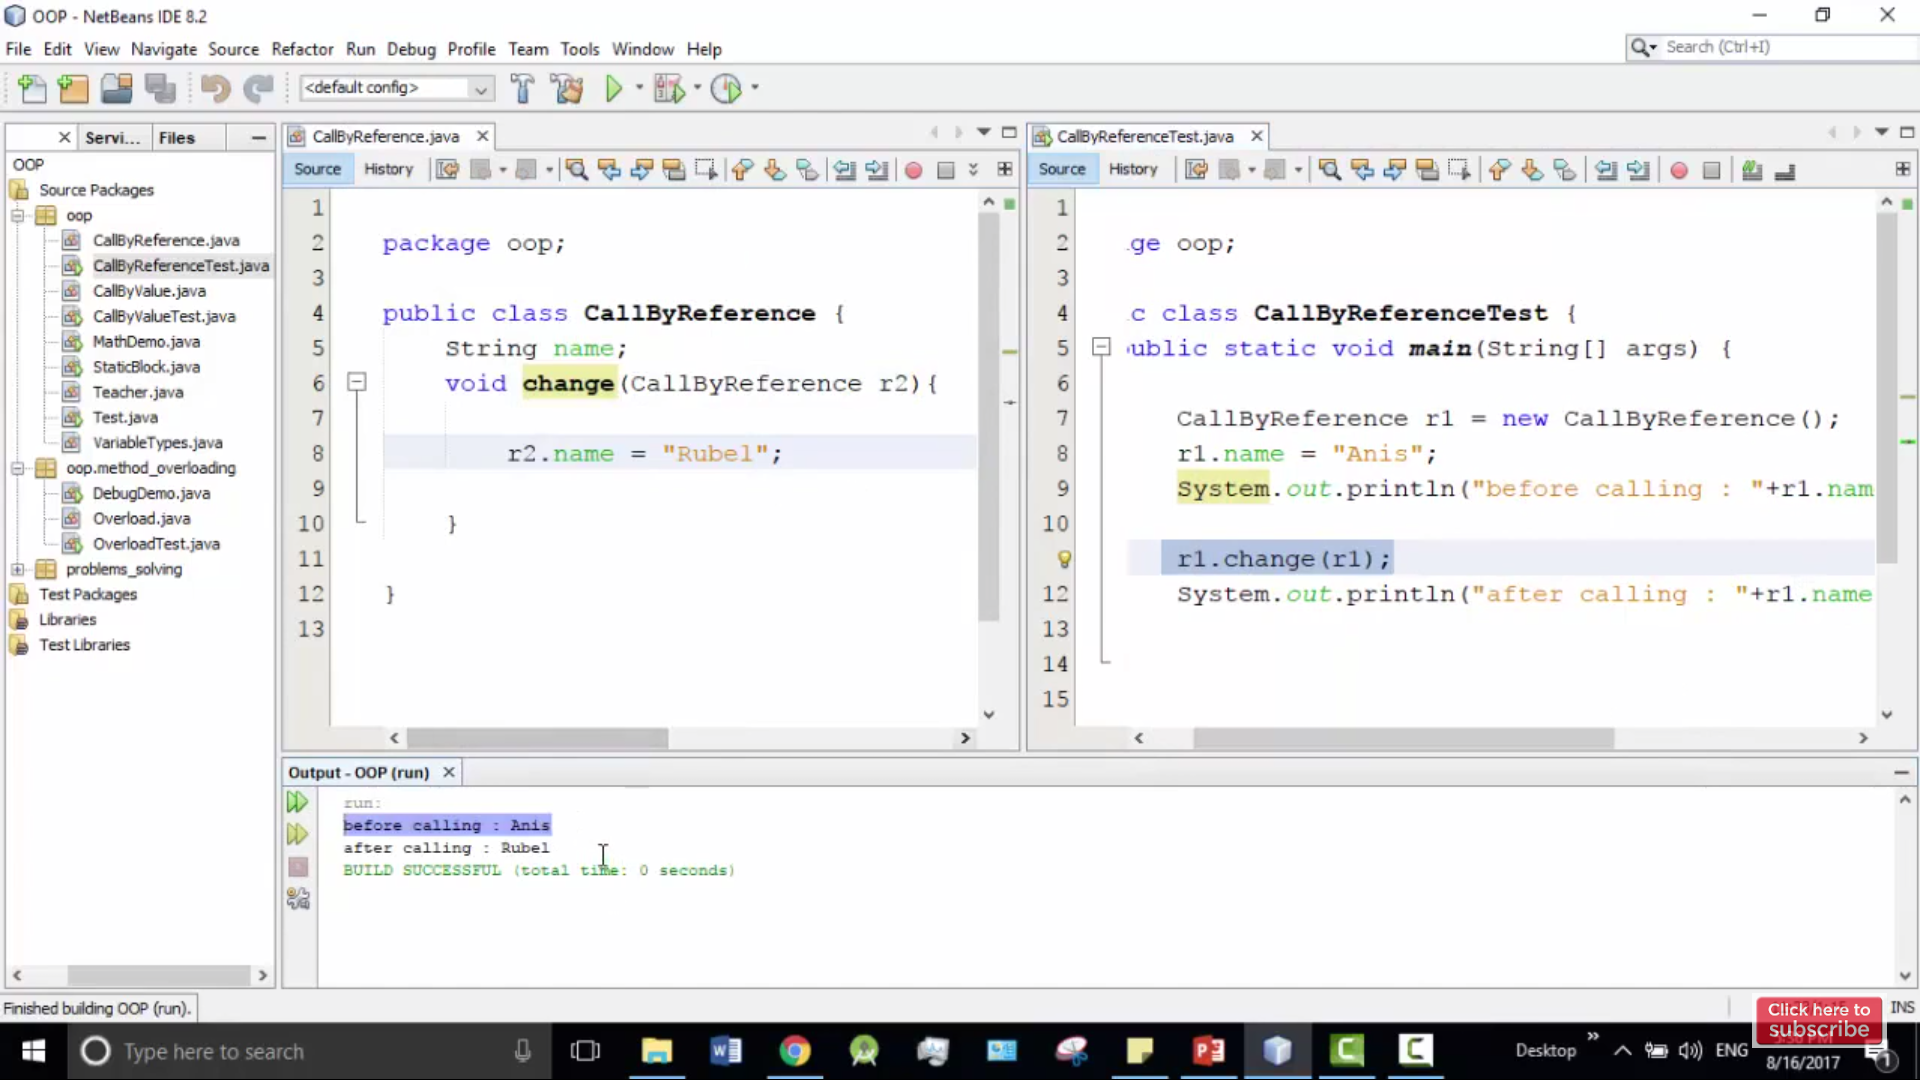 OOP - NetBeans IDE 8.2
File Edit View Navigate Source Refactor Run Debug Profile Team Tools Window Help
Search (Ctrl+I)
<default config>
Servi... Files
OOP
Source Packages
oop
CallByReference.java
CallByReferenceTest.java
CallByValue.java
CallByValueTest.java
MathDemo.java
StaticBlock.java
Teacher.java
Test.java
VariableTypes.java
oop.method_overloading
DebugDemo.java
Overload.java
OverloadTest.java
problems_solving
Test Packages
Libraries
Test Libraries
CallByReference.java
Source History
1
2 package oop;
3
4 public class CallByReference {
5 String name;
6 void change(CallByReference r2){
7
8 r2.name = "Rubel";
9
10 }
11
12 }
13
CallByReferenceTest.java
Source History
1
2 ge oop;
3
4 c class CallByReferenceTest {
5 ublic static void main(String[] args) {
6
7 CallByReference r1 = new CallByReference();
8 r1.name = "Anis";
9 System.out.println("before calling : "+r1.nam
10
r1.change(r1);
12 System.out.println("after calling : "+r1.name
13
14
15
Output - OOP (run)
run:
before calling : Anis
after calling : Rubel
BUILD SUCCESSFUL (total time: 0 seconds)
Finished building OOP (run).
INS
Click here to
subscribe
Type here to search
Desktop
ENG
8/16/2017
1